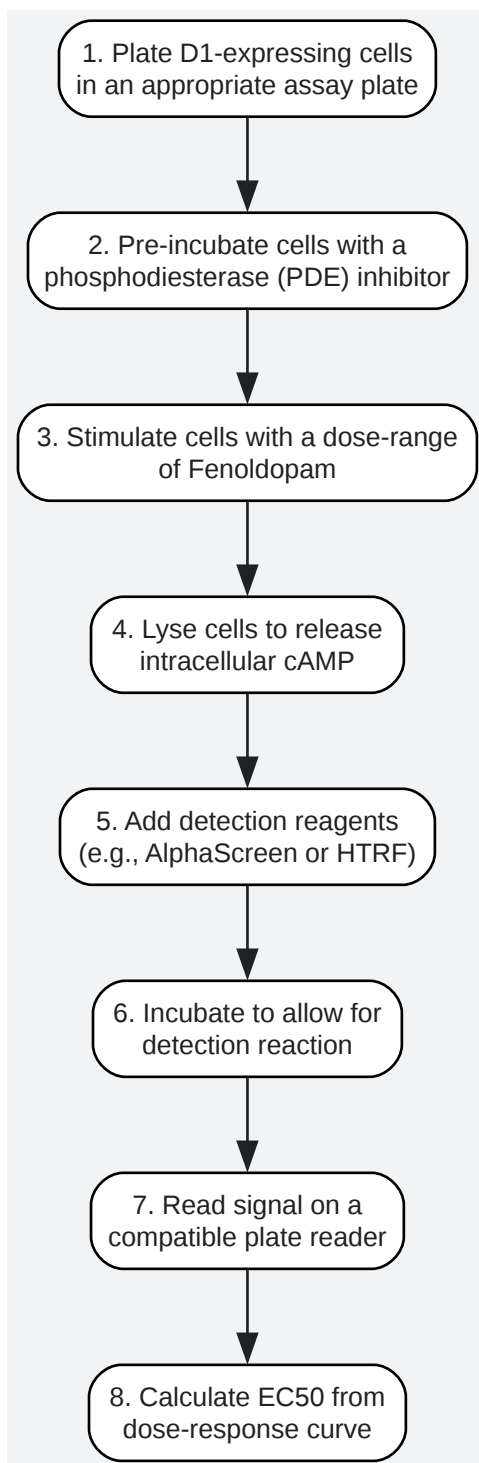 1. Plate D1-expressing cells
in an appropriate assay plate
2. Pre-incubate cells with a
phosphodiesterase (PDE) inhibitor
3. Stimulate cells with a dose-range
of Fenoldopam
4. Lyse cells to release
intracellular cAMP
5. Add detection reagents
(e.g., AlphaScreen or HTRF)
6. Incubate to allow for
detection reaction
7. Read signal on a
compatible plate reader
8. Calculate EC50 from
dose-response curve